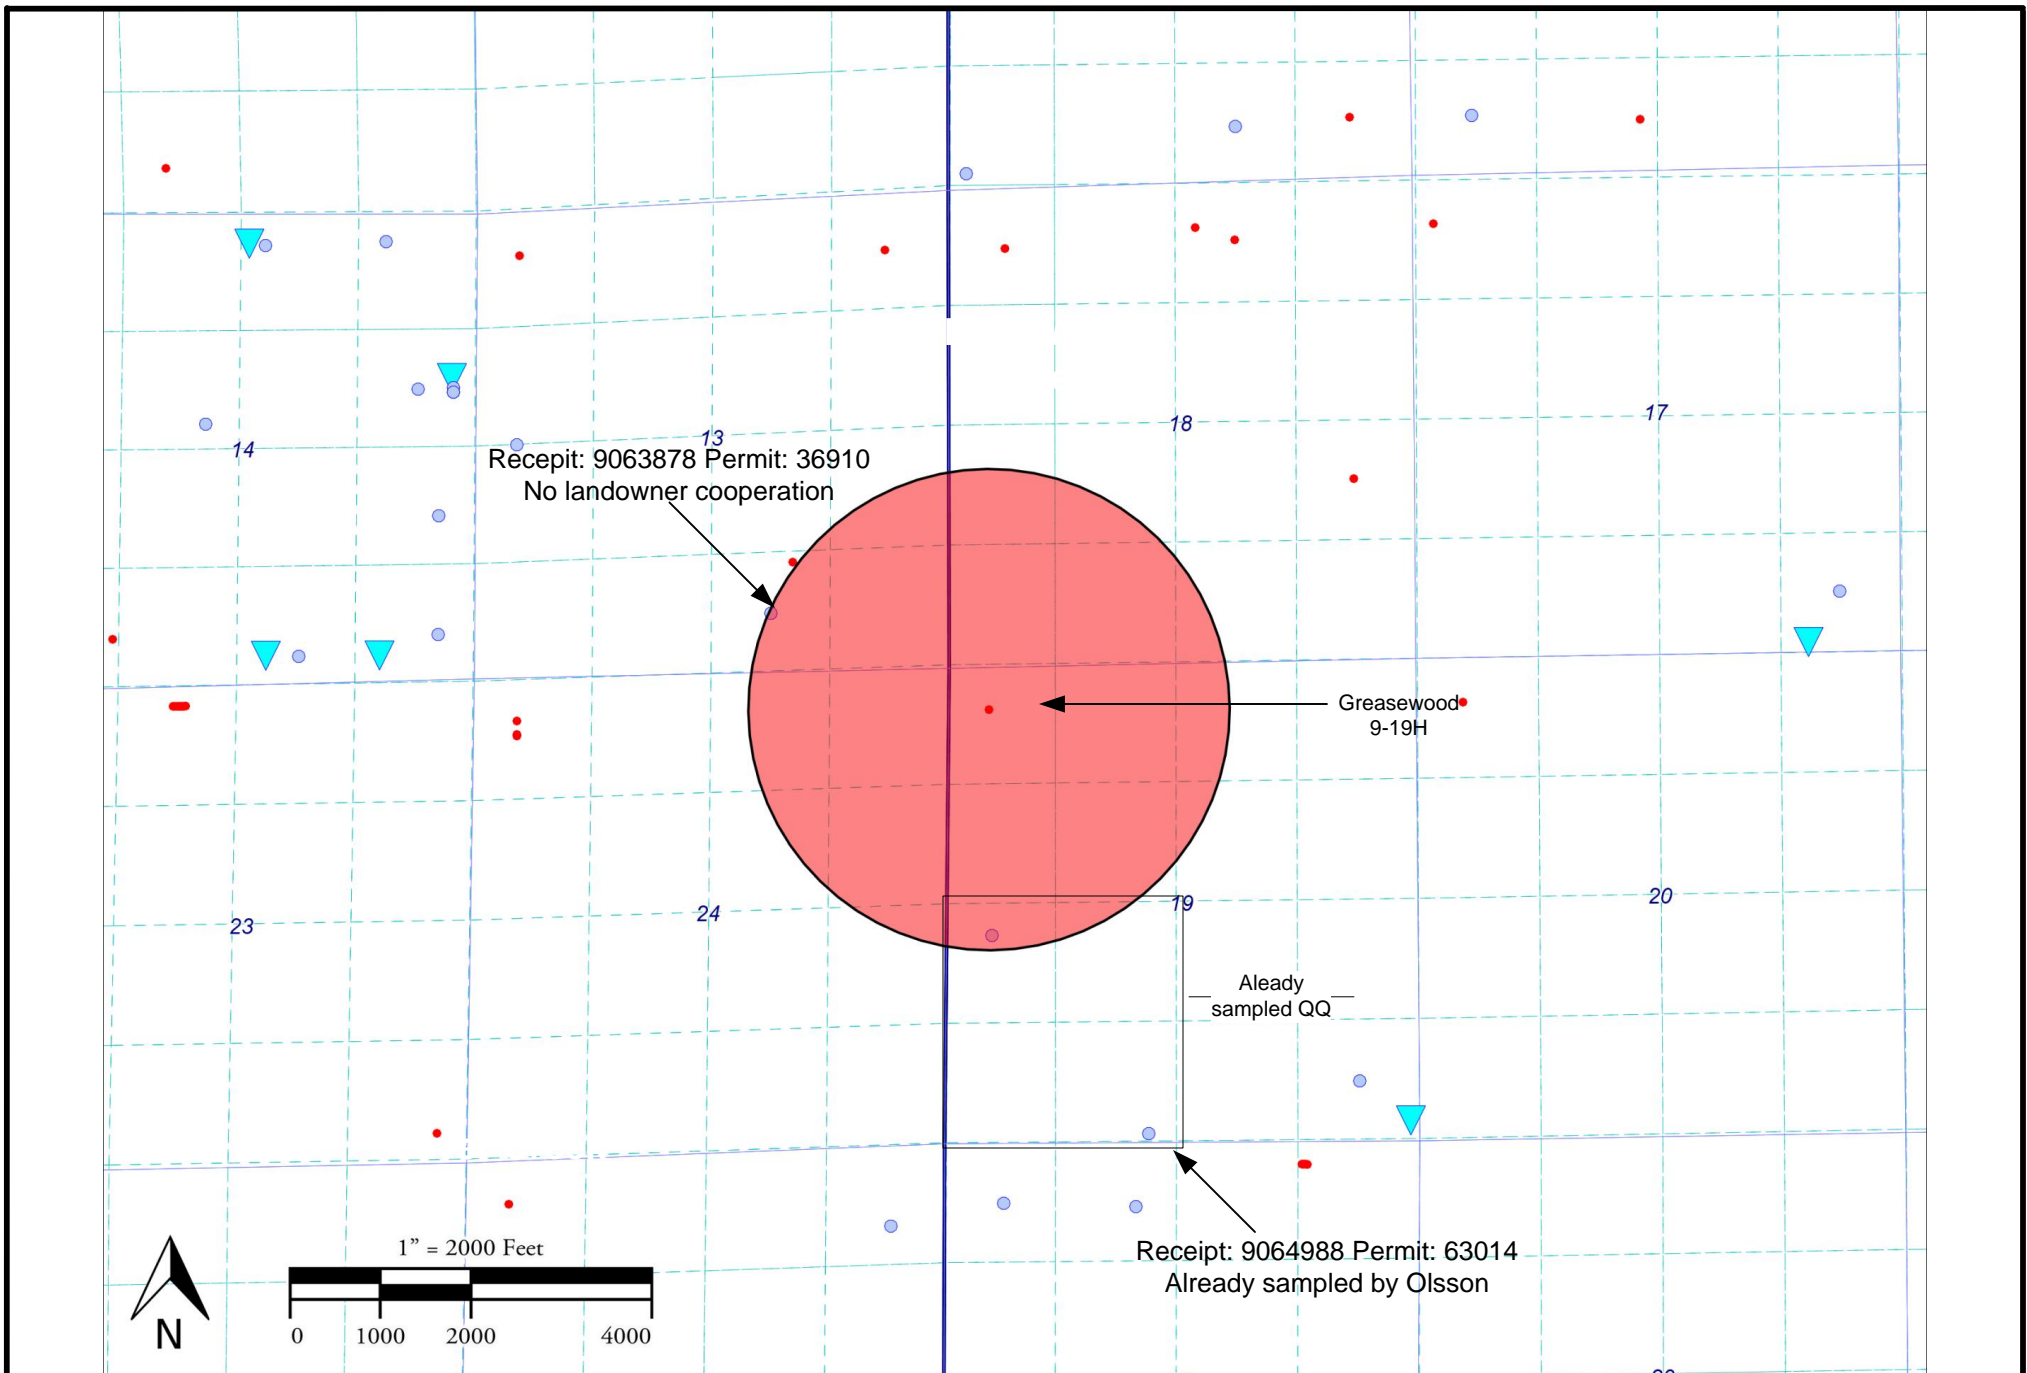 17
18
13
14
Recepit: 9063878 Permit: 36910
No landowner cooperation
Greasewood
9-19H
19
20
24
23
Aleady
sampled QQ
Receipt: 9064988 Permit: 63014
Already sampled by Olsson
1” = 2000 Feet
0 1000 2000 4000
N